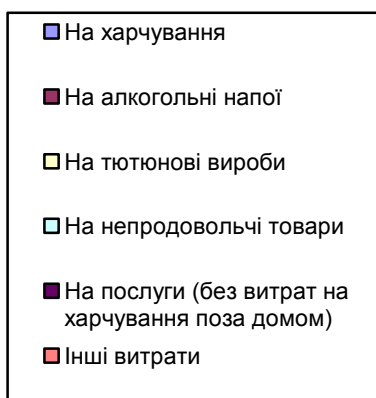 На харчування
На алкогольні напої
На тютюнові вироби
На непродовольчі товари
На послуги (без витрат на
харчування поза домом)
Інші витрати